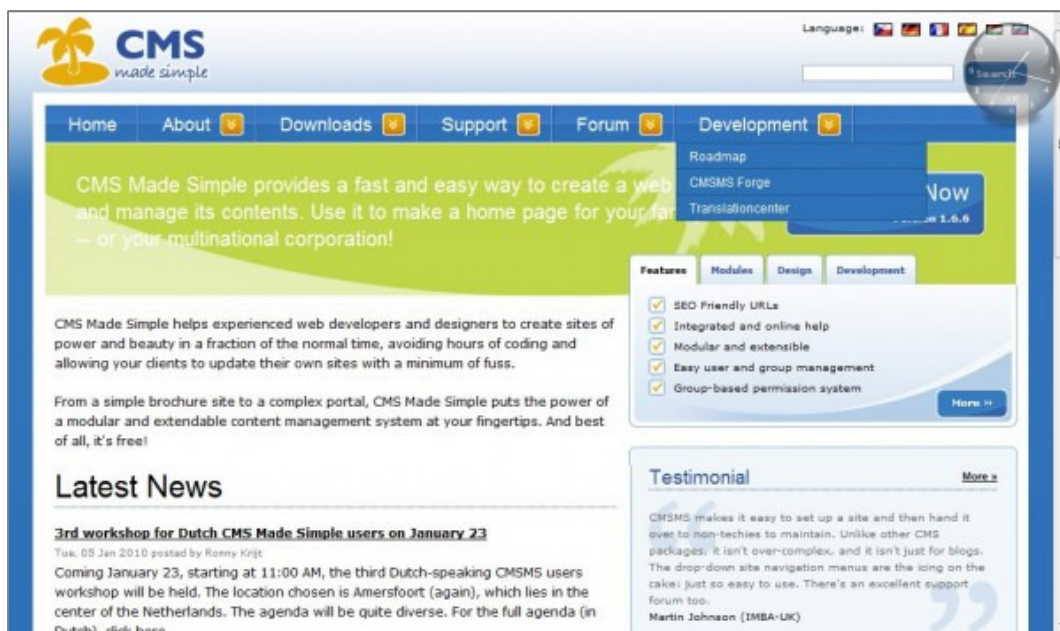 CMS
made simple
Language:
Search
Home About Downloads Support Forum Development
Roadmap
CMSMS Forge
Translationcenter
CMS Made Simple provides a fast and easy way to create a web
and manage its contents. Use it to make a home page for your fam
– or your multinational corporation!
Now
1.6.6
Features Modules Design Development
SEO Friendly URLs
Integrated and online help
Modular and extensible
Easy user and group management
Group-based permission system
More »
CMS Made Simple helps experienced web developers and designers to create sites of
power and beauty in a fraction of the normal time, avoiding hours of coding and
allowing your clients to update their own sites with a minimum of fuss.
From a simple brochure site to a complex portal, CMS Made Simple puts the power of
a modular and extendable content management system at your fingertips. And best
of all, it's free!
Latest News
3rd workshop for Dutch CMS Made Simple users on January 23
Tue, 05 Jan 2010 posted by Ronny Krijt
Coming January 23, starting at 11:00 AM, the third Dutch-speaking CMSMS users
workshop will be held. The location chosen is Amersfoort (again), which lies in the
center of the Netherlands. The agenda will be quite diverse. For the full agenda (in
Dutch), click here
Testimonial More »
CMSMS makes it easy to set up a site and then hand it
over to non-techies to maintain. Unlike other CMS
packages, it isn't over-complex, and it isn't just for blogs.
The drop-down site navigation menus are the icing on the
cake: just so easy to use. There's an excellent support
forum too.
Martin Johnson (IMBA-UK)